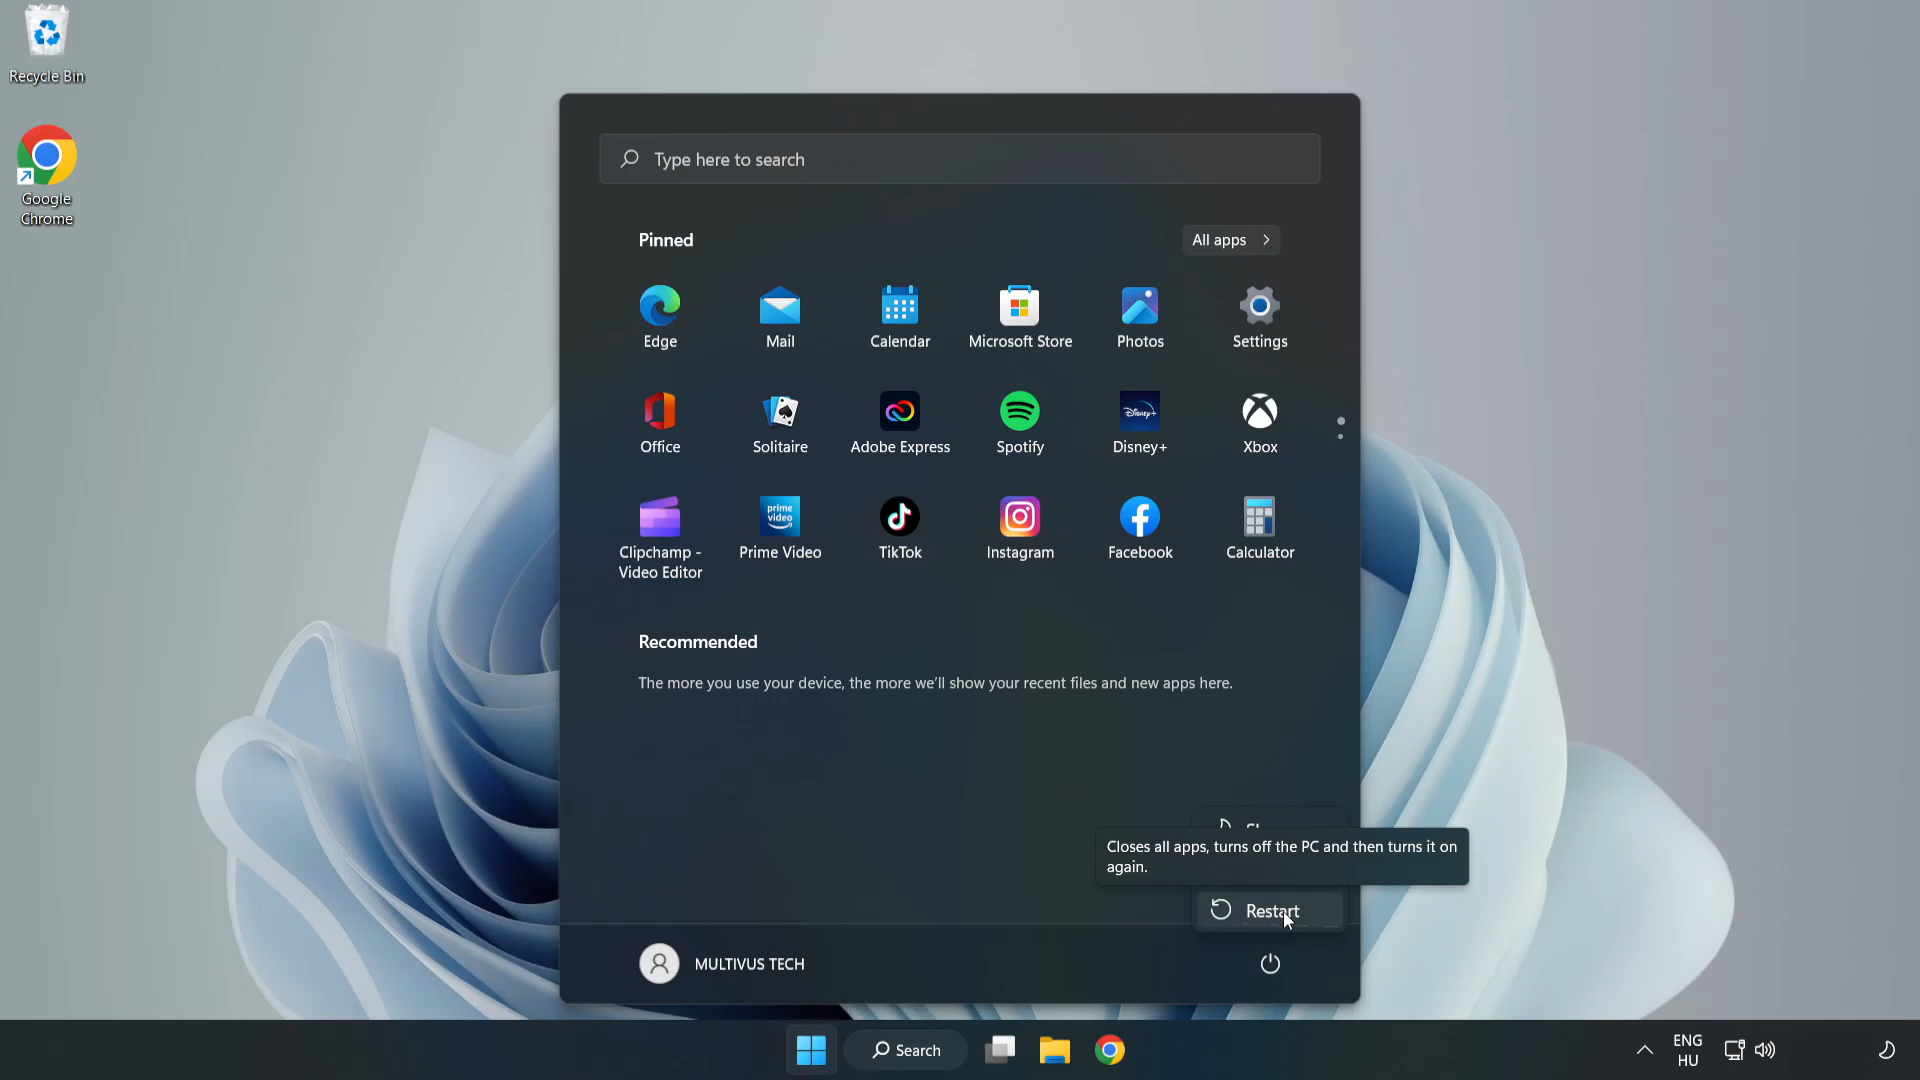 Recycle Bin
Google
Chrome
Type here to search
Pinned
All apps
Edge
Mail
Calendar
Microsoft Store
Photos
Settings
Office
Solitaire
Adobe Express
Spotify
Disney+
Disney+
Xbox
prime
video
Clipchamp -
Video Editor
Prime Video
TikTok
Instagram
Facebook
Calculator
Recommended
The more you use your device, the more we'll show your recent files and new apps here.
Closes all apps, turns off the PC and then turns it on
again.
Restart
MULTIVUS TECH
Search
ENG
HU